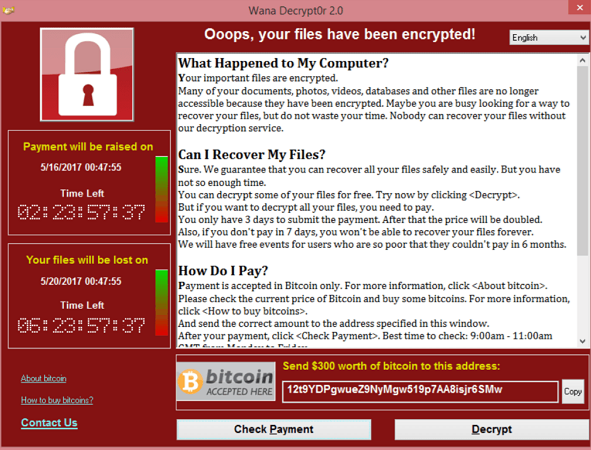 Wana Decrypt0r 2.0
Ooops, your files have been encrypted!
English
Payment will be raised on
5/16/2017 00:47:55
Time Left
02:23:57:37
Your files will be lost on
5/20/2017 00:47:55
Time Left
06:23:57:37
About bitcoin
How to buy bitcoins?
Contact Us
What Happened to My Computer?
Your important files are encrypted.
Many of your documents, photos, videos, databases and other files are no longer
accessible because they have been encrypted. Maybe you are busy looking for a way to
recover your files, but do not waste your time. Nobody can recover your files without
our decryption service.
Can I Recover My Files?
Sure. We guarantee that you can recover all your files safely and easily. But you have
not so enough time.
You can decrypt some of your files for free. Try now by clicking <Decrypt>.
But if you want to decrypt all your files, you need to pay.
You only have 3 days to submit the payment. After that the price will be doubled.
Also, if you don't pay in 7 days, you won't be able to recover your files forever.
We will have free events for users who are so poor that they couldn't pay in 6 months.
How Do I Pay?
Payment is accepted in Bitcoin only. For more information, click <About bitcoin>.
Please check the current price of Bitcoin and buy some bitcoins. For more information,
click <How to buy bitcoins>.
And send the correct amount to the address specified in this window.
After your payment, click <Check Payment>. Best time to check: 9:00am - 11:00am
GMT from Monday to Friday.
bitcoin
ACCEPTED HERE
Send $300 worth of bitcoin to this address:
12t9YDPgwueZ9NyMgw519p7AA8isjr6SMw
Copy
Check Payment
Decrypt